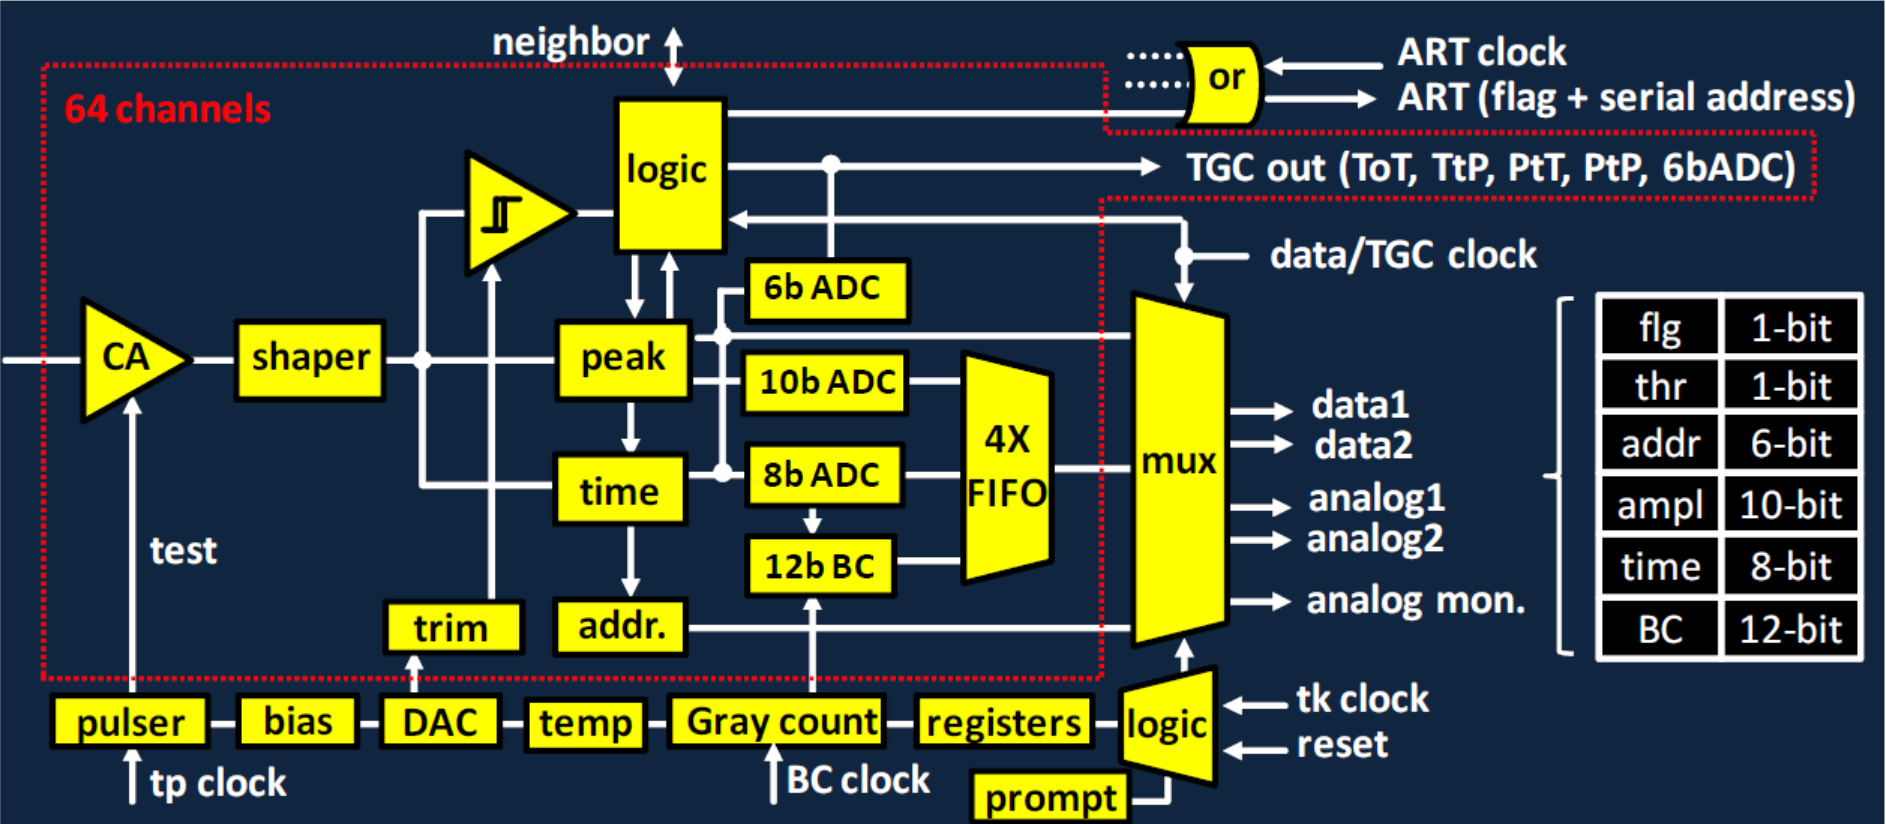 neighbor
ART clock
or
ART (flag + serial address)
64 channels
logic
TGC out (ToT, TtP, PtT, PtP, 6bADC)
data/TGC clock
6b ADC
CA
shaper
peak
10b ADC
4X
FIFO
mux
time
8b ADC
12b BC
test
trim
addr.
data1
data2
analog1
analog2
analog mon.
flg 1-bit
thr 1-bit
addr 6-bit
ampl 10-bit
time 8-bit
BC 12-bit
pulser
bias
DAC
temp
Gray count
registers
logic
tk clock
reset
tp clock
BC clock
prompt